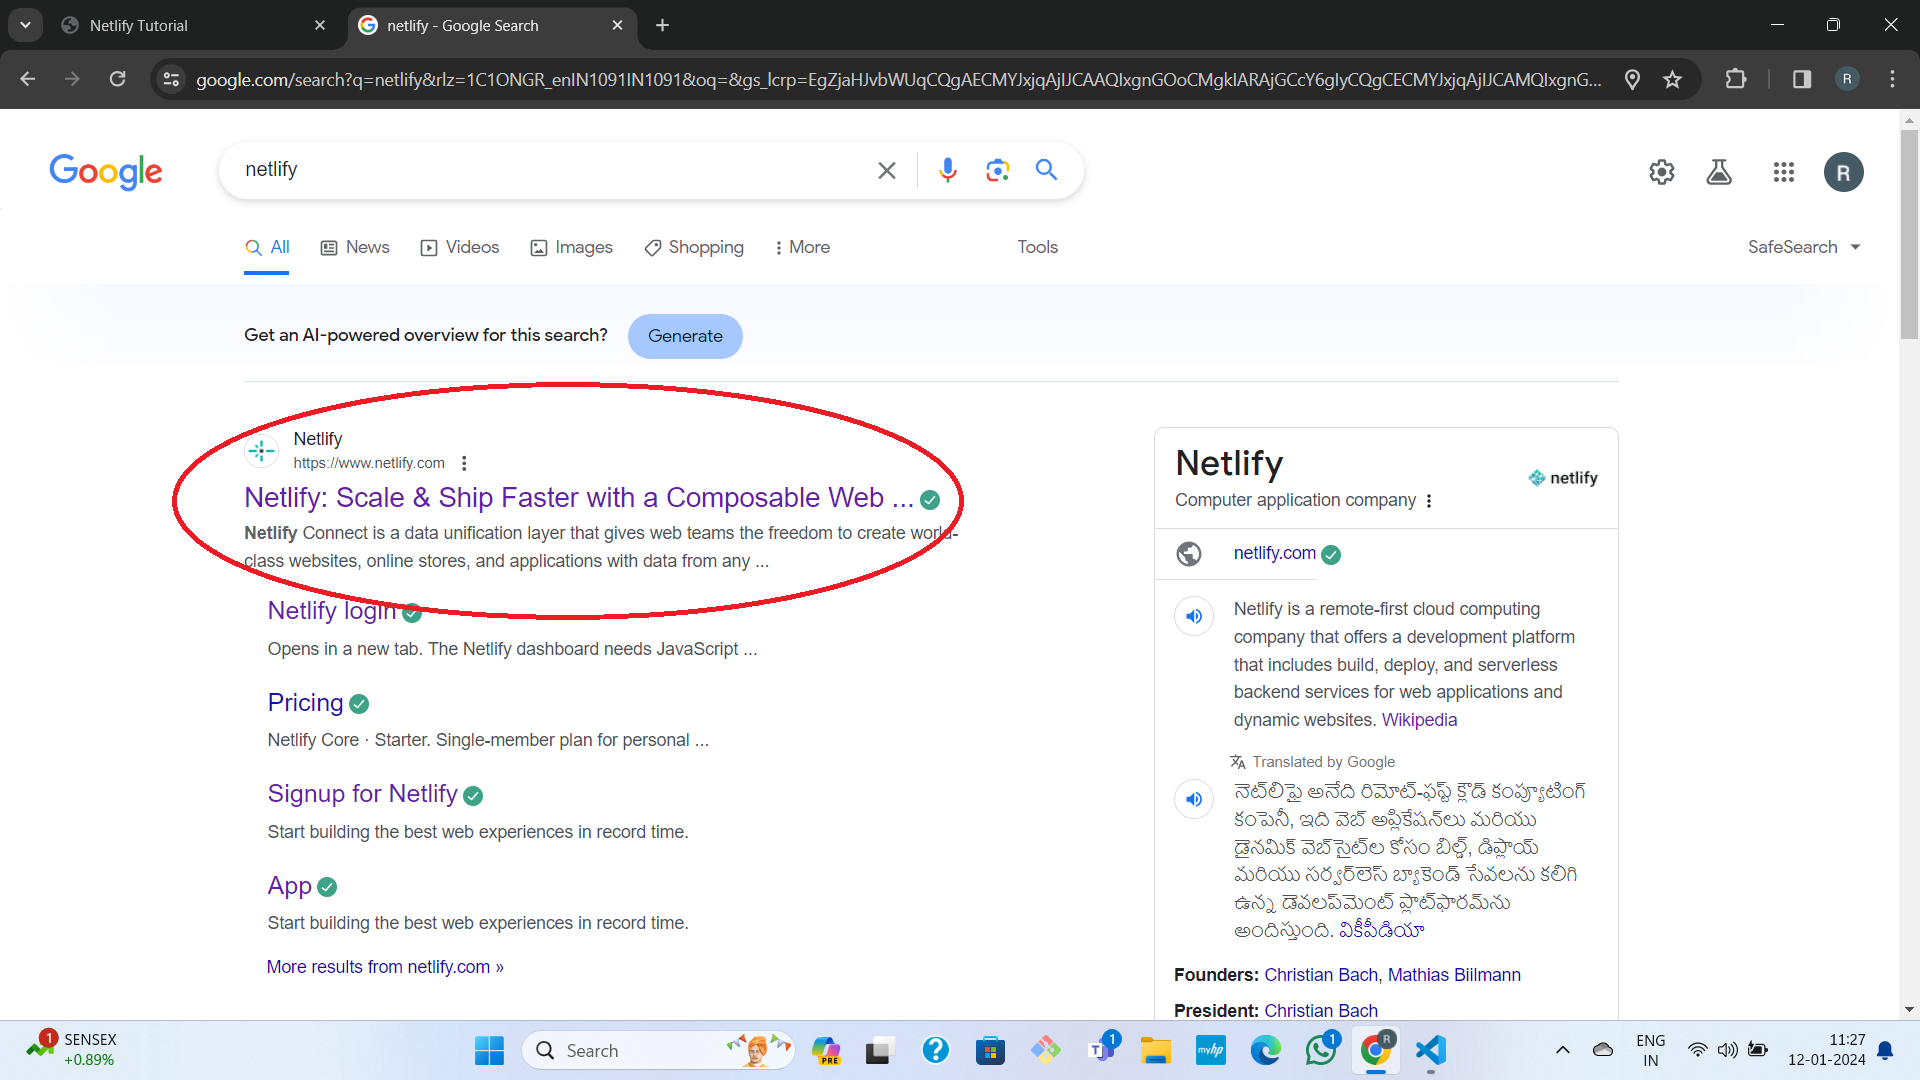 Netlify Tutorial
netlify - Google Search
google.com/search?q=netlify&rlz=1C1ONGR_enIN1091IN1091&oq=&gs_lcrp=EgZjaHJvbWUqCQgAECMYJxjqAjIJCAAQIxgnGOoCMgkIARAjGCcY6gIyCQgCECMYJxjqAjIJCAMQIxgnG...
R
Google
netlify
R
All
News
Videos
Images
Shopping
More
Tools
SafeSearch
Get an AI-powered overview for this search?
Generate
Netlify
https://www.netlify.com
Netlify: Scale & Ship Faster with a Composable Web ...
Netlify Connect is a data unification layer that gives web teams the freedom to create world-
class websites, online stores, and applications with data from any ...
Netlify login
Opens in a new tab. The Netlify dashboard needs JavaScript ...
Pricing
Netlify Core · Starter. Single-member plan for personal ...
Signup for Netlify
Start building the best web experiences in record time.
App
Start building the best web experiences in record time.
More results from netlify.com »
Netlify
Computer application company
netlify
netlify.com
Netlify is a remote-first cloud computing
company that offers a development platform
that includes build, deploy, and serverless
backend services for web applications and
dynamic websites. Wikipedia
Translated by Google
నెట్‌లిఫై అనేది రిమోట్-ఫస్ట్ క్లౌడ్ కంప్యూటింగ్
కంపెనీ, ఇది వెబ్ అప్లికేషన్‌లు మరియు
డైనమిక్ వెబ్‌సైట్‌ల కోసం బిల్డ్, డిప్లాయ్
మరియు సర్వర్‌లెస్ బ్యాకెండ్ సేవలను కలిగి
ఉన్న డెవలప్‌మెంట్ ప్లాట్‌ఫారమ్‌ను
అందిస్తుంది. వికీపీడియా
Founders: Christian Bach, Mathias Biilmann
President: Christian Bach
1
SENSEX
+0.89%
Search
PRE
1
myhp
1
R
ENG
IN
11:27
12-01-2024